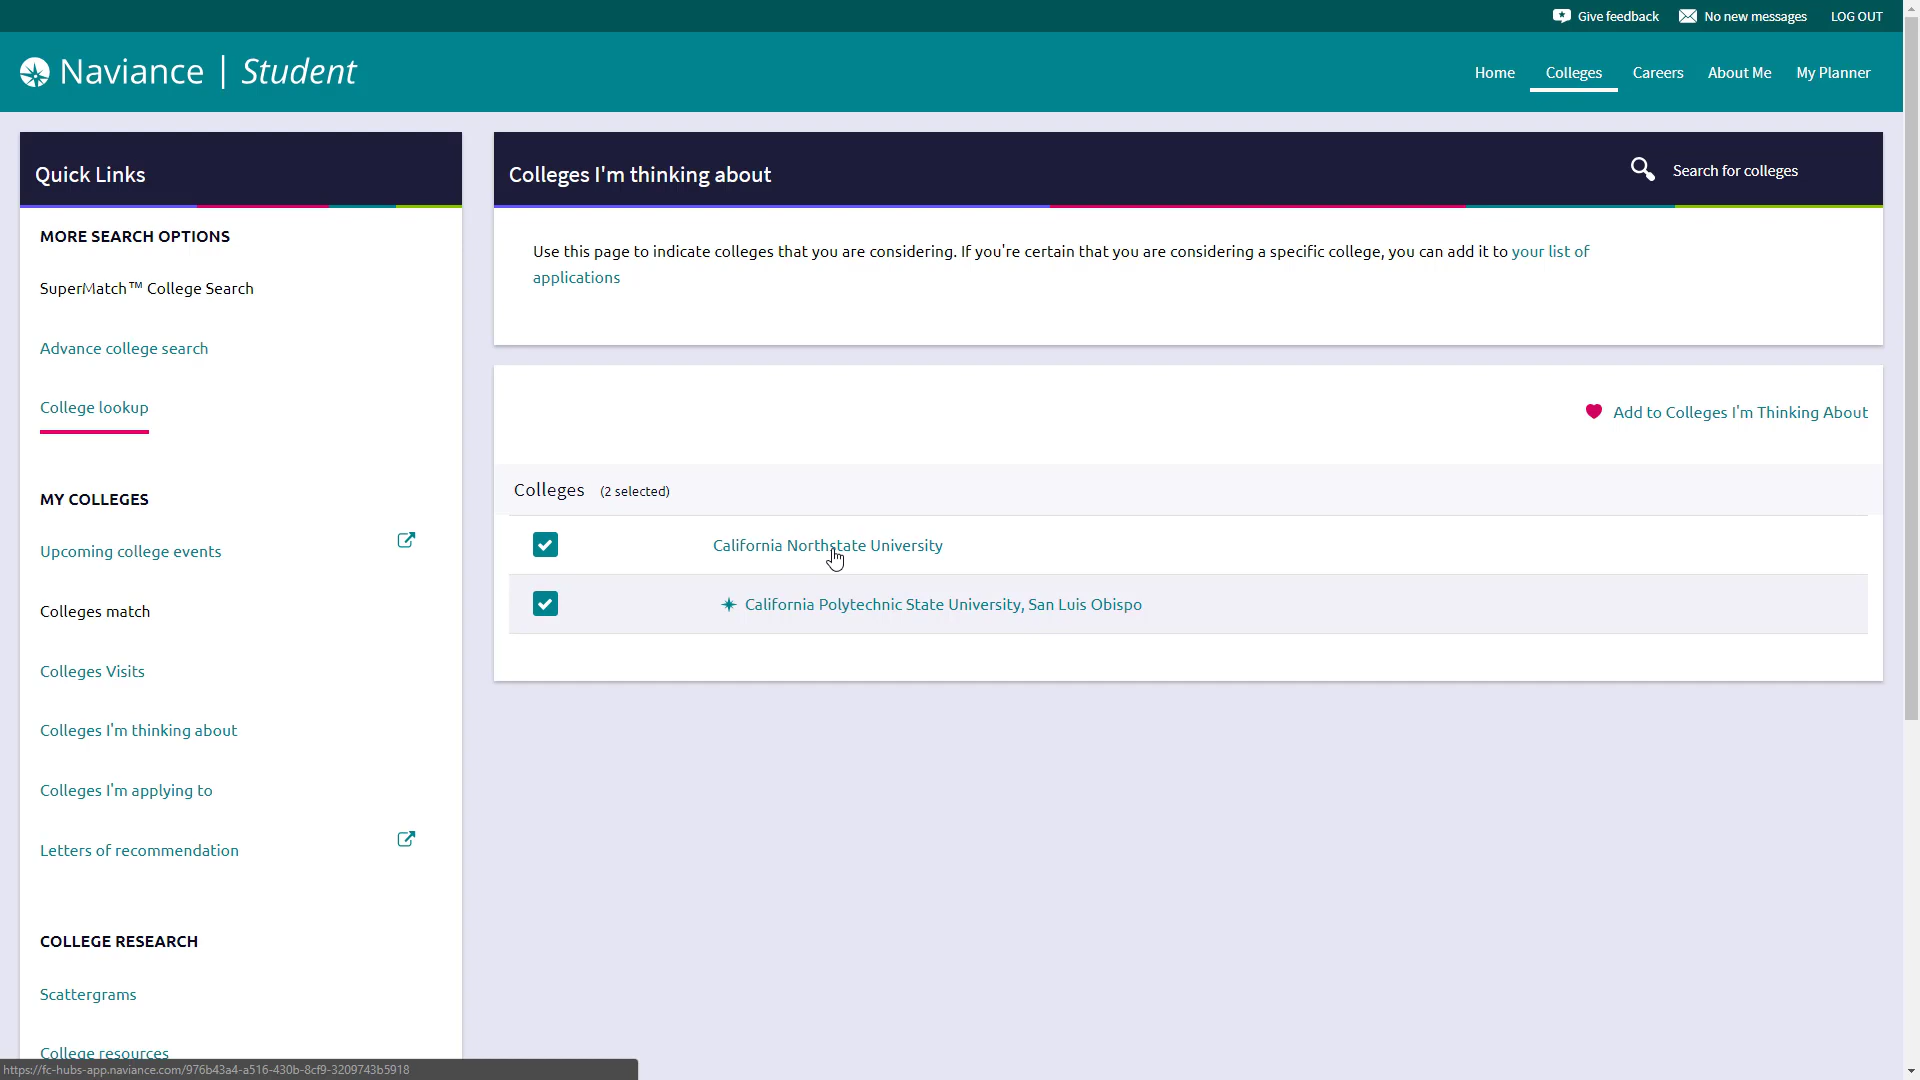 Give feedback
No new messages
LOG OUT
Naviance | Student
Home
Colleges
Careers
About Me
My Planner
Quick Links
MORE SEARCH OPTIONS
SuperMatch™ College Search
Advance college search
College lookup
MY COLLEGES
Upcoming college events
Colleges match
Colleges Visits
Colleges I'm thinking about
Colleges I'm applying to
Letters of recommendation
COLLEGE RESEARCH
Scattergrams
College resources
Colleges I'm thinking about
Search for colleges
Use this page to indicate colleges that you are considering. If you're certain that you are considering a specific college, you can add it to your list of
applications
Add to Colleges I'm Thinking About
Colleges (2 selected)
California Northstate University
California Polytechnic State University, San Luis Obispo
https://fc-hubs-app.naviance.com/976b43a4-a516-430b-8cf9-3209743b5918